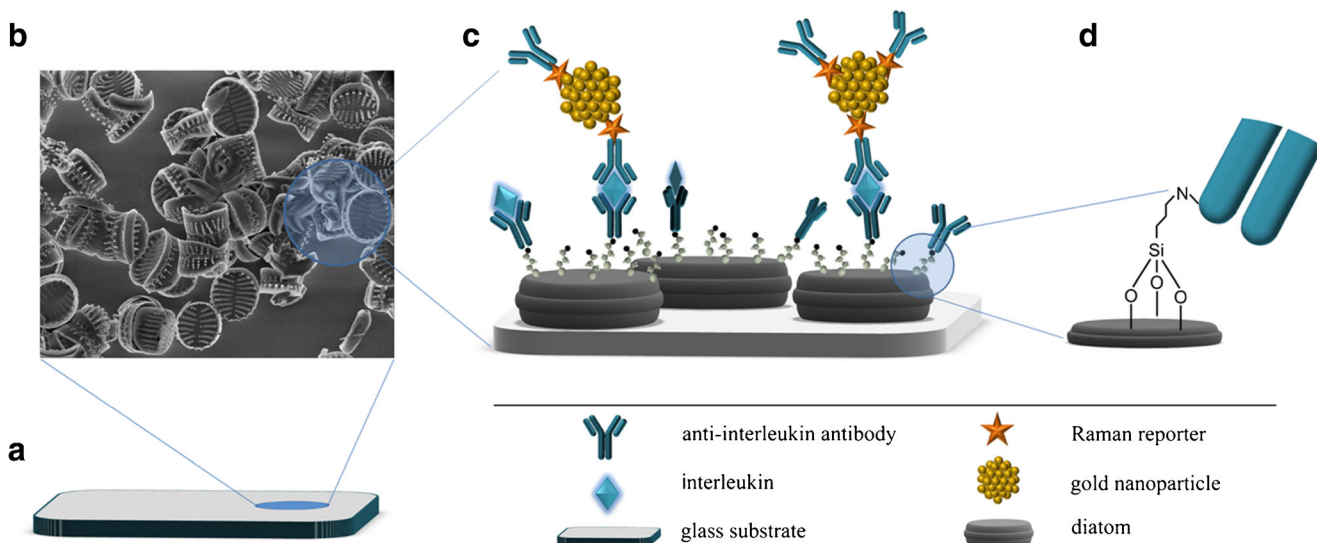 b
c
d
N
Si
O
O
O
a
anti-interleukin antibody
Raman reporter
interleukin
gold nanoparticle
glass substrate
diatom